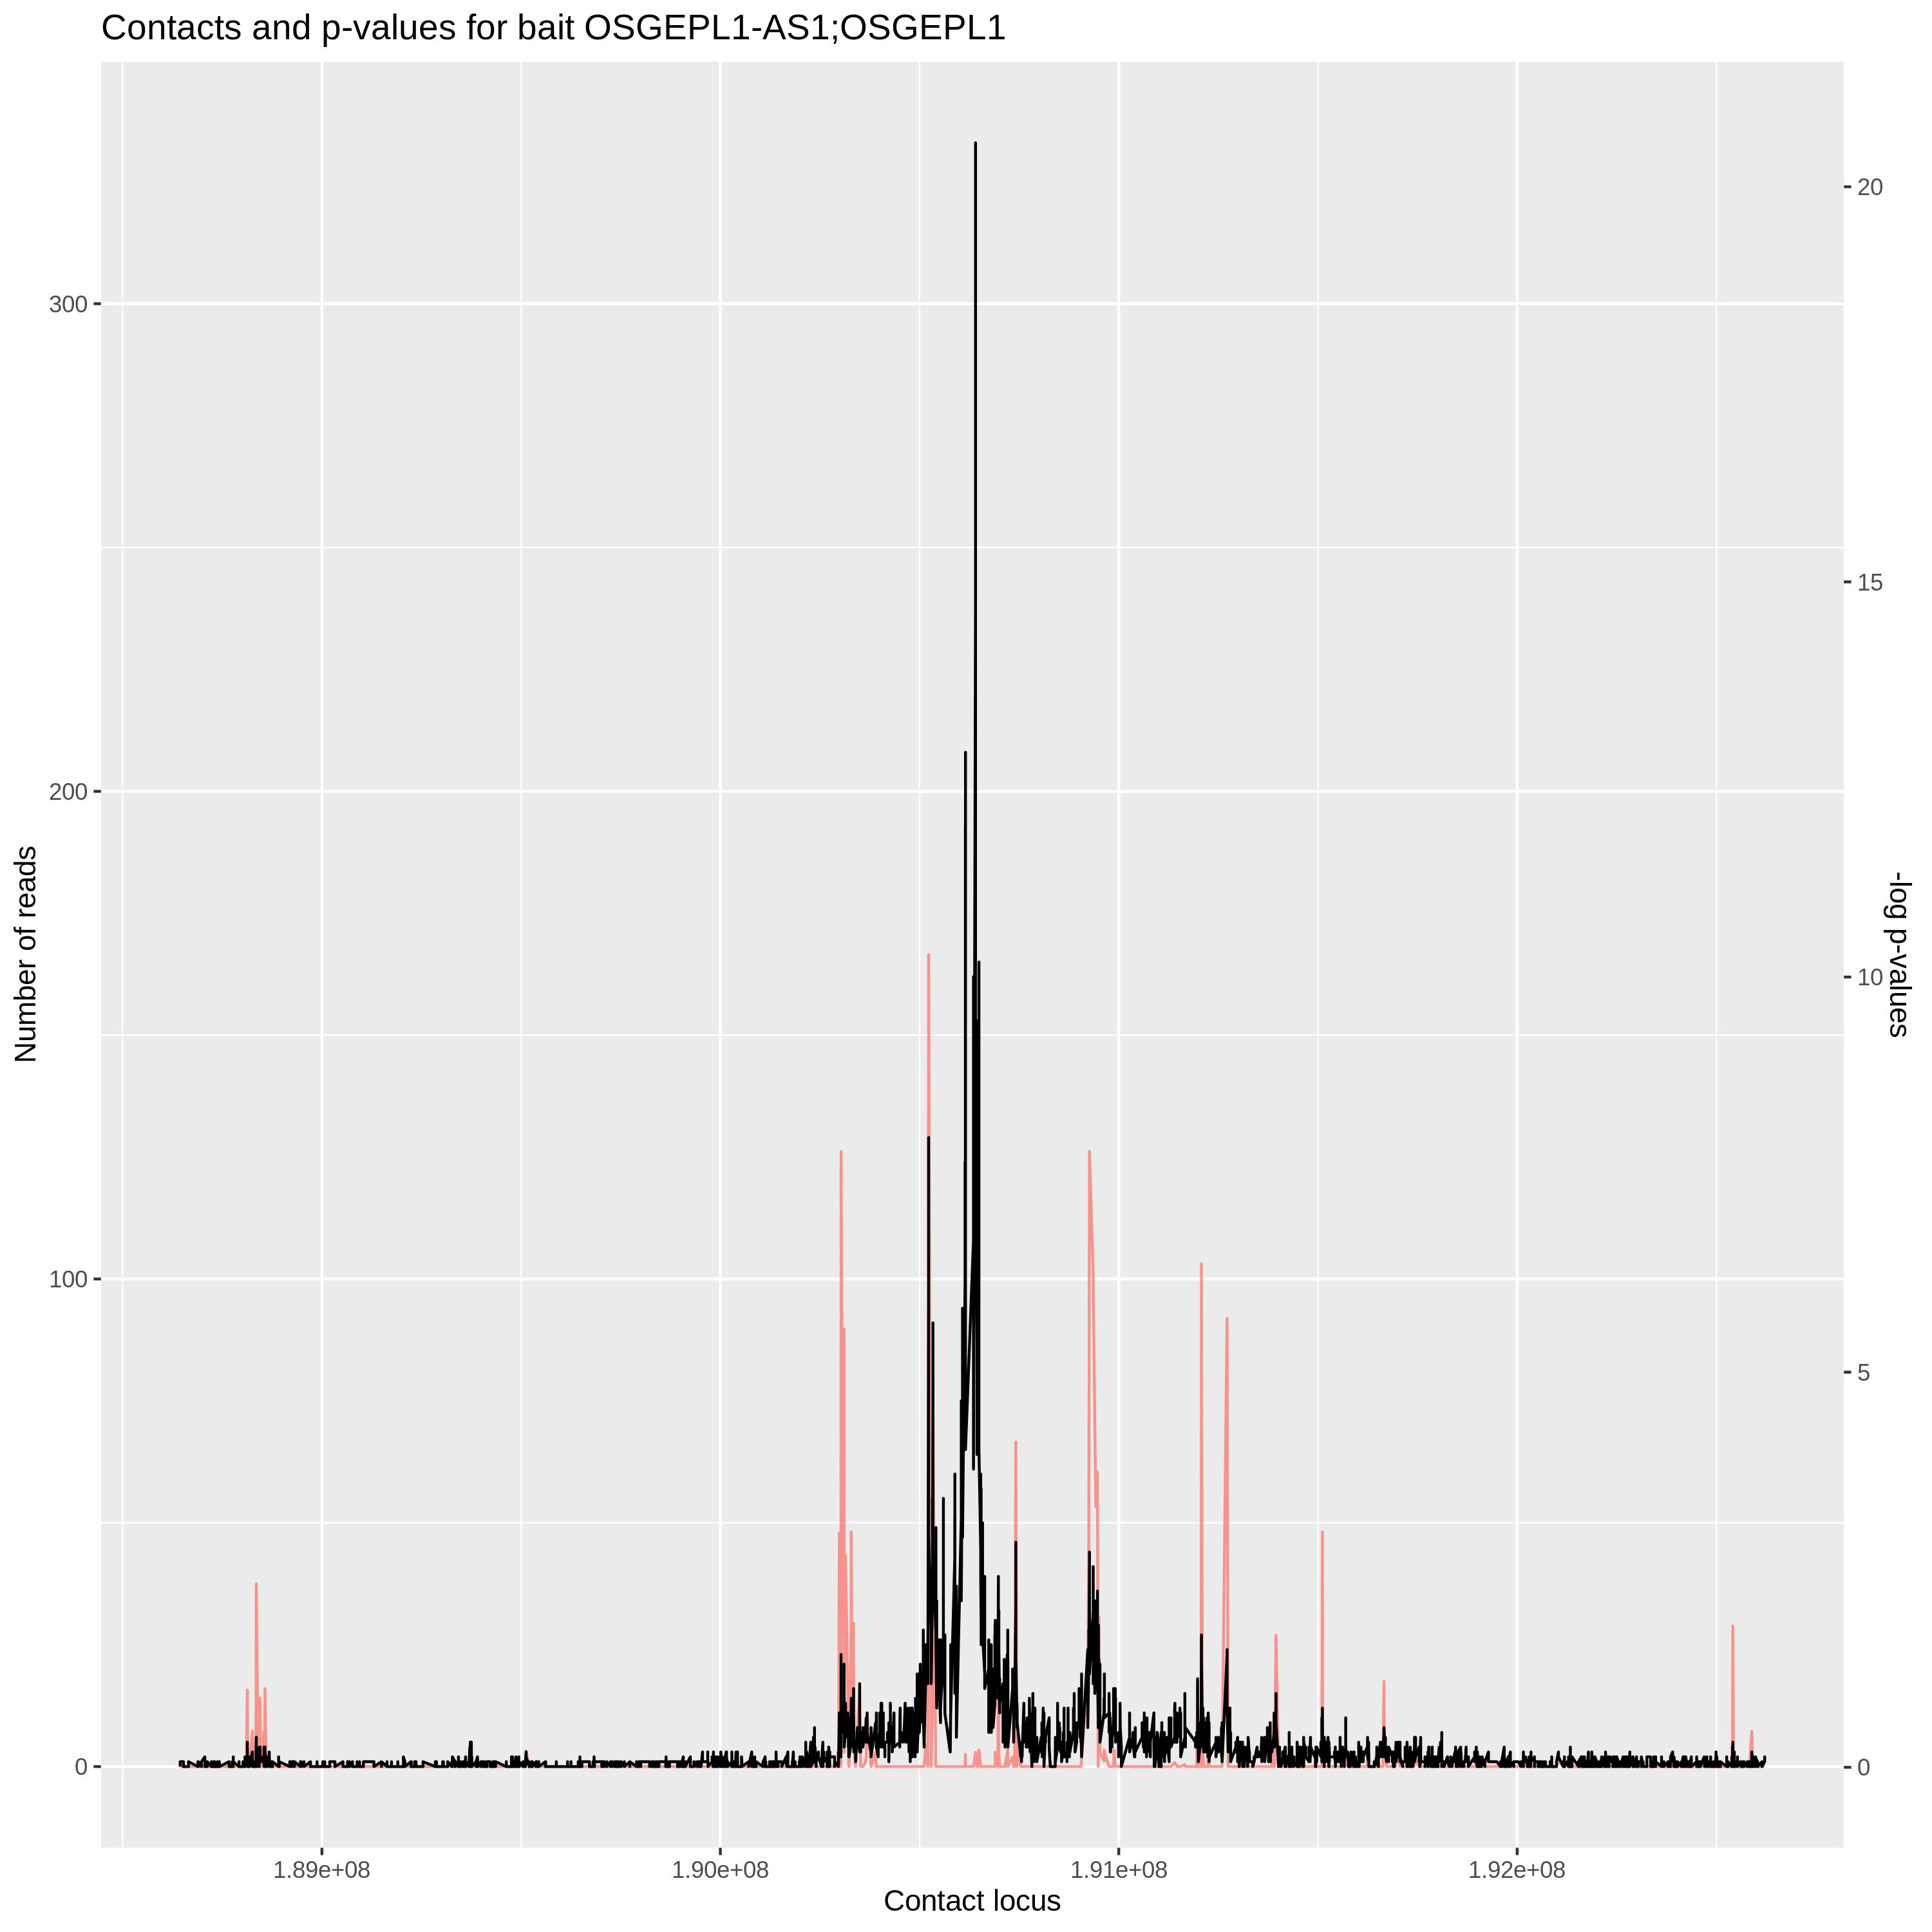 Contacts and p-values for bait OSGEPL1-AS1;OSGEPL1
Number of reads
300
200
100
0
20
15
10
5
0
-log p-values
1.89e+08
1.90e+08
1.91e+08
1.92e+08
Contact locus